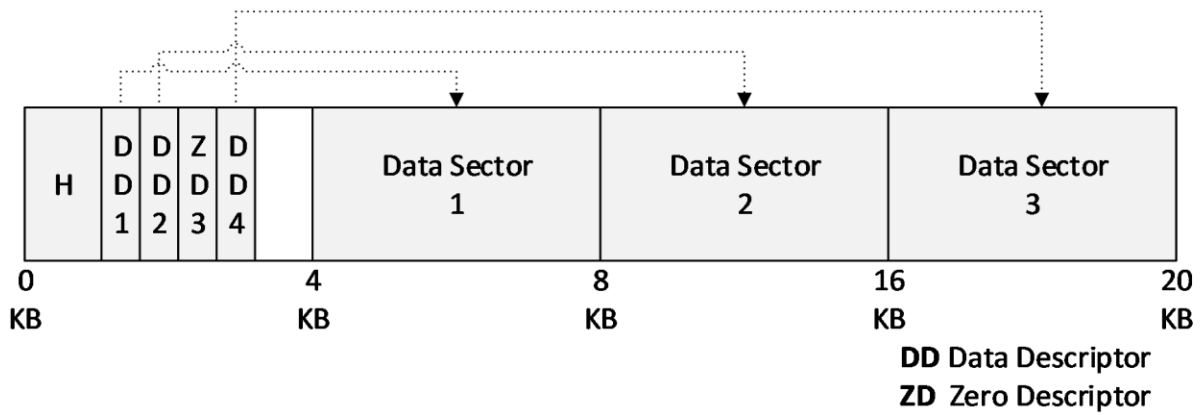 H
D
D
1
D
D
2
Z
D
3
D
D
4
Data Sector
1
Data Sector
2
Data Sector
3
0
KB
4
KB
8
KB
16
KB
20
KB
DD Data Descriptor
ZD Zero Descriptor